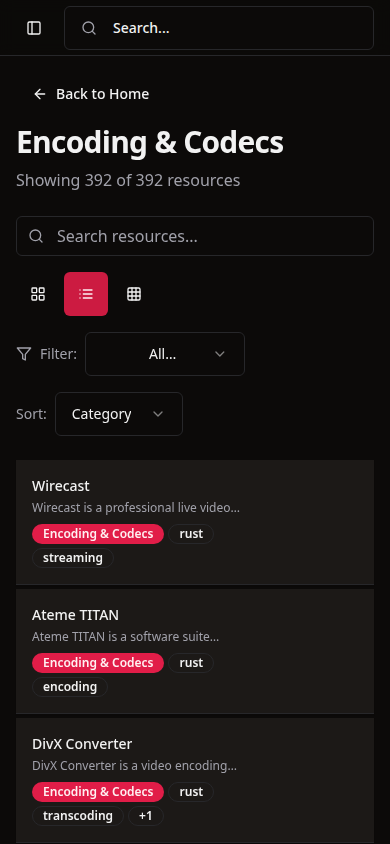 Search...
Back to Home
Encoding & Codecs
Showing 392 of 392 resources
Search resources...
Filter: All...
Sort: Category
Wirecast
Wirecast is a professional live video...
Encoding & Codecs rust
streaming
Ateme TITAN
Ateme TITAN is a software suite...
Encoding & Codecs rust
encoding
DivX Converter
DivX Converter is a video encoding...
Encoding & Codecs rust
transcoding +1